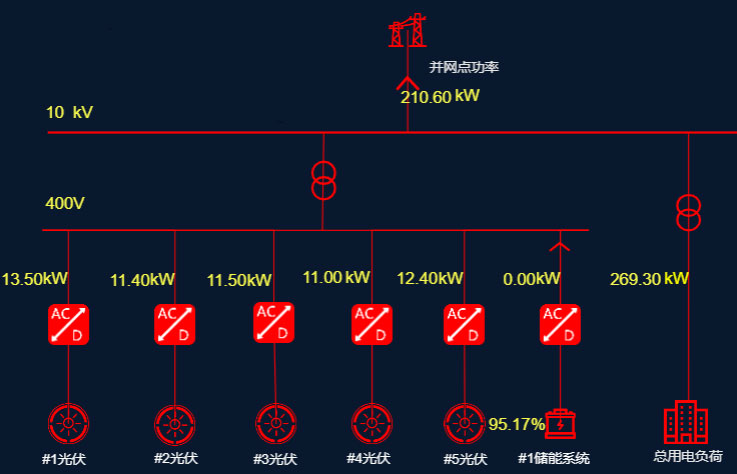 并网点功率
210.60 kW
10 kV
400V
13.50kW
11.40kW
11.50kW
11.00 kW
12.40kW
0.00kW
269.30 kW
AC D
AC D
AC D
AC D
AC D
AC D
95.17%
#1光伏
#2光伏
#3光伏
#4光伏
#5光伏
#1储能系统
总用电负荷